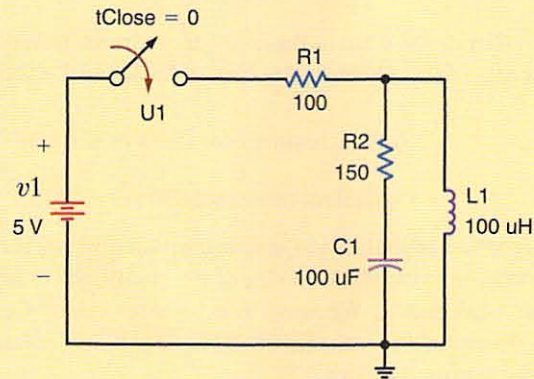 tClose = 0
U1
R1
100
R2
150
L1
100 uH
C1
100 uF
+
v1
5 V
–